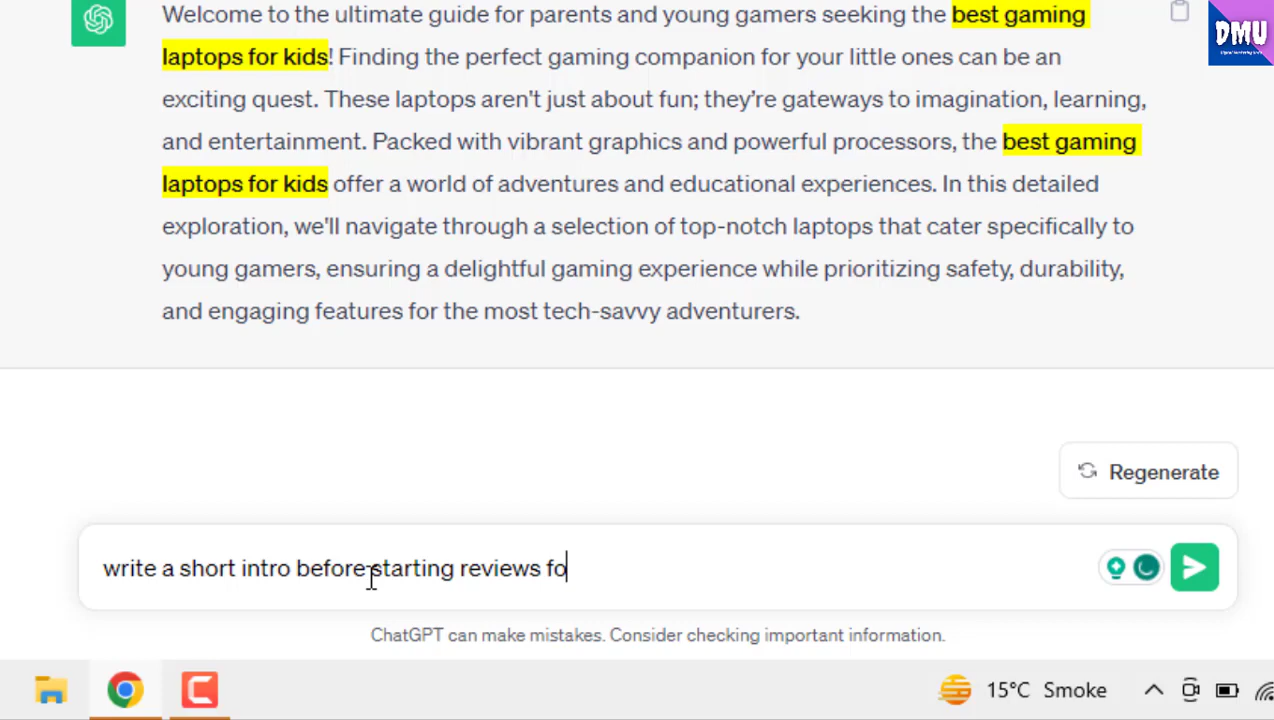 Welcome to the ultimate guide for parents and young gamers seeking the best gaming
laptops for kids! Finding the perfect gaming companion for your little ones can be an
exciting quest. These laptops aren't just about fun; they're gateways to imagination, learning,
and entertainment. Packed with vibrant graphics and powerful processors, the best gaming
laptops for kids offer a world of adventures and educational experiences. In this detailed
exploration, we'll navigate through a selection of top-notch laptops that cater specifically to
young gamers, ensuring a delightful gaming experience while prioritizing safety, durability,
and engaging features for the most tech-savvy adventurers.
DMU
Regenerate
write a short intro before starting reviews fo
ChatGPT can make mistakes. Consider checking important information.
15°C Smoke